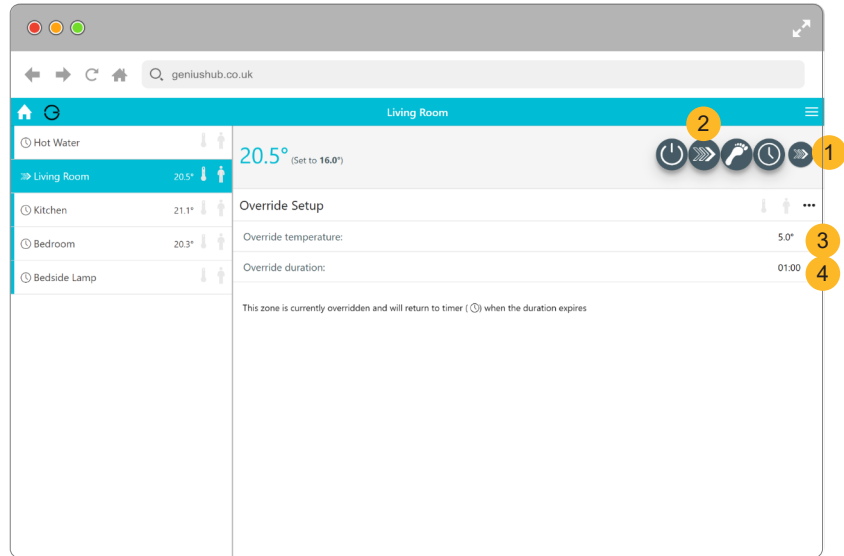 geniushub.co.uk
Living Room
2
1
Hot Water
20.5° (Set to 16.0°)
Living Room 20.5°
Kitchen 21.1°
Override Setup
Override temperature: 5.0° 3
Bedroom 20.3°
Override duration: 01:00 4
Bedside Lamp
This zone is currently overridden and will return to timer ( ) when the duration expires